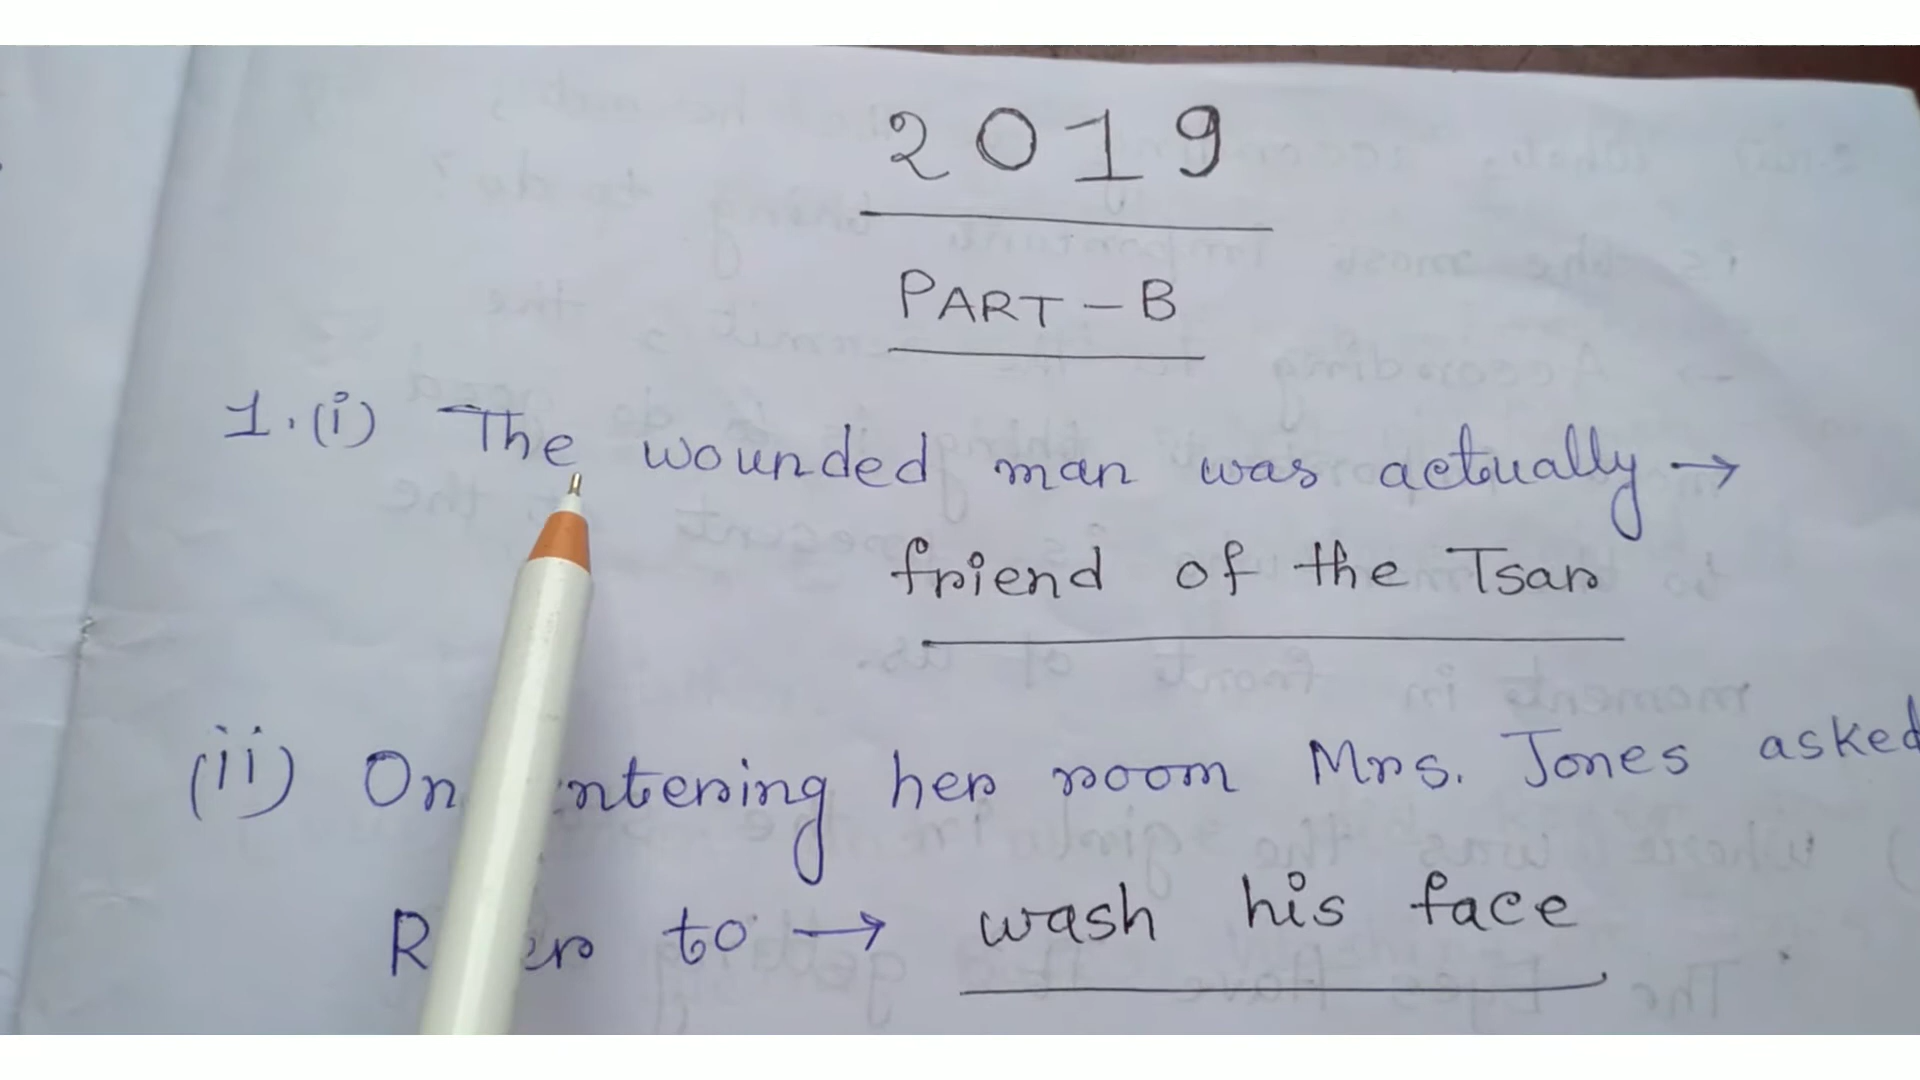 2019
PART-B
1. (i) The wounded man was actually →
friend of the Tsar
(ii) On entering her room Mrs. Jones asked
to → wash his face